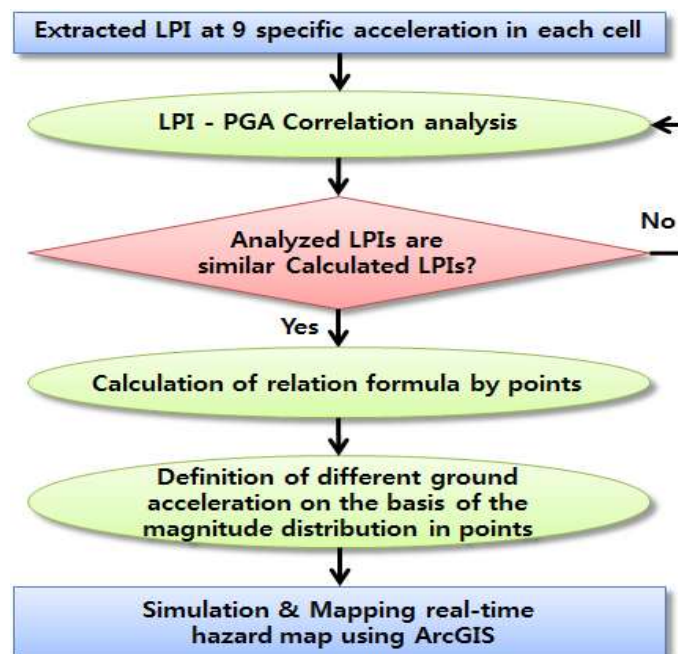 Extracted LPI at 9 specific acceleration in each cell
LPI - PGA Correlation analysis
No
Analyzed LPIs are
similar Calculated LPIs?
Yes
Calculation of relation formula by points
Definition of different ground
acceleration on the basis of the
magnitude distribution in points
Simulation & Mapping real-time
hazard map using ArcGIS